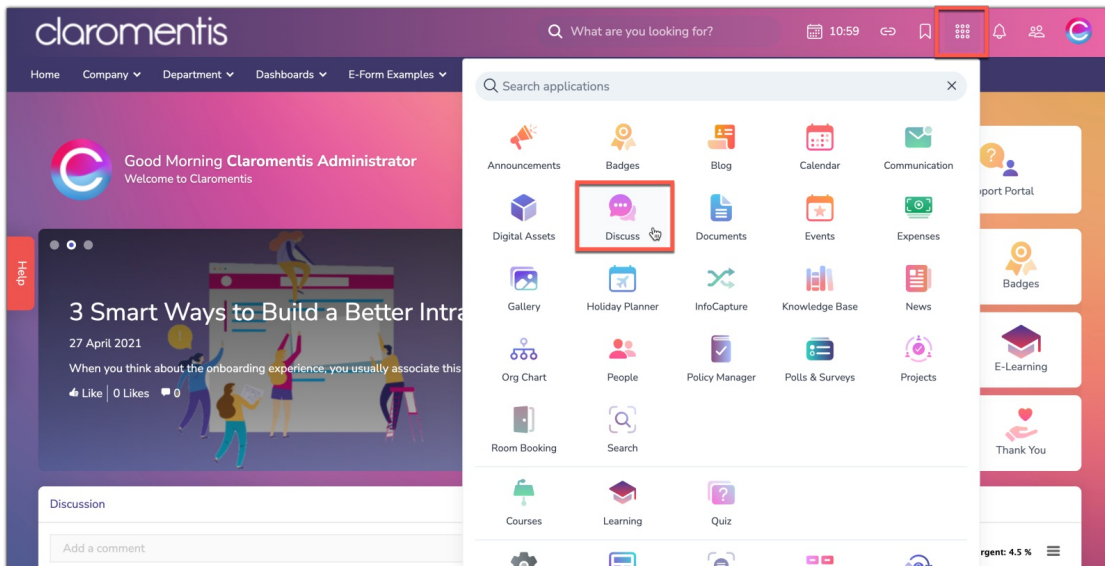 claromentis
What are you looking for?
10:59
Home Company Department Dashboards E-Form Examples
Search applications
Good Morning Claromentis Administrator
Welcome to Claromentis
Announcements Badges Blog Calendar Communication
Digital Assets Discuss Documents Events Expenses
Gallery Holiday Planner InfoCapture Knowledge Base News
Org Chart People Policy Manager Polls & Surveys Projects
Room Booking Search
Courses Learning Quiz
Help
3 Smart Ways to Build a Better Intra
27 April 2021
When you think about the onboarding experience, you usually associate this
Like 0 Likes 0
Portal
Badges
E-Learning
Thank You
Discussion
Add a comment
rgent: 4.5 %